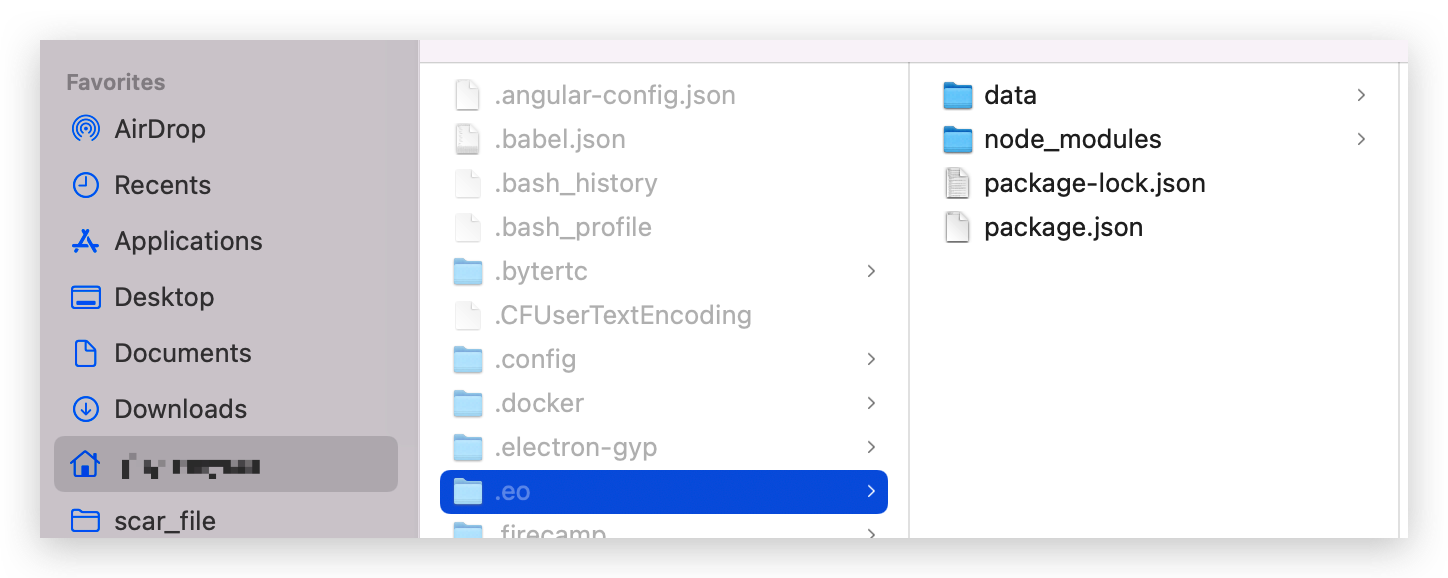 Favorites
AirDrop
Recents
Applications
Desktop
Documents
Downloads
scar_file
.angular-config.json
.babel.json
.bash_history
.bash_profile
.bytertc
.CFUserTextEncoding
.config
.docker
.electron-gyp
.eo
.firecamp
data
node_modules
package-lock.json
package.json